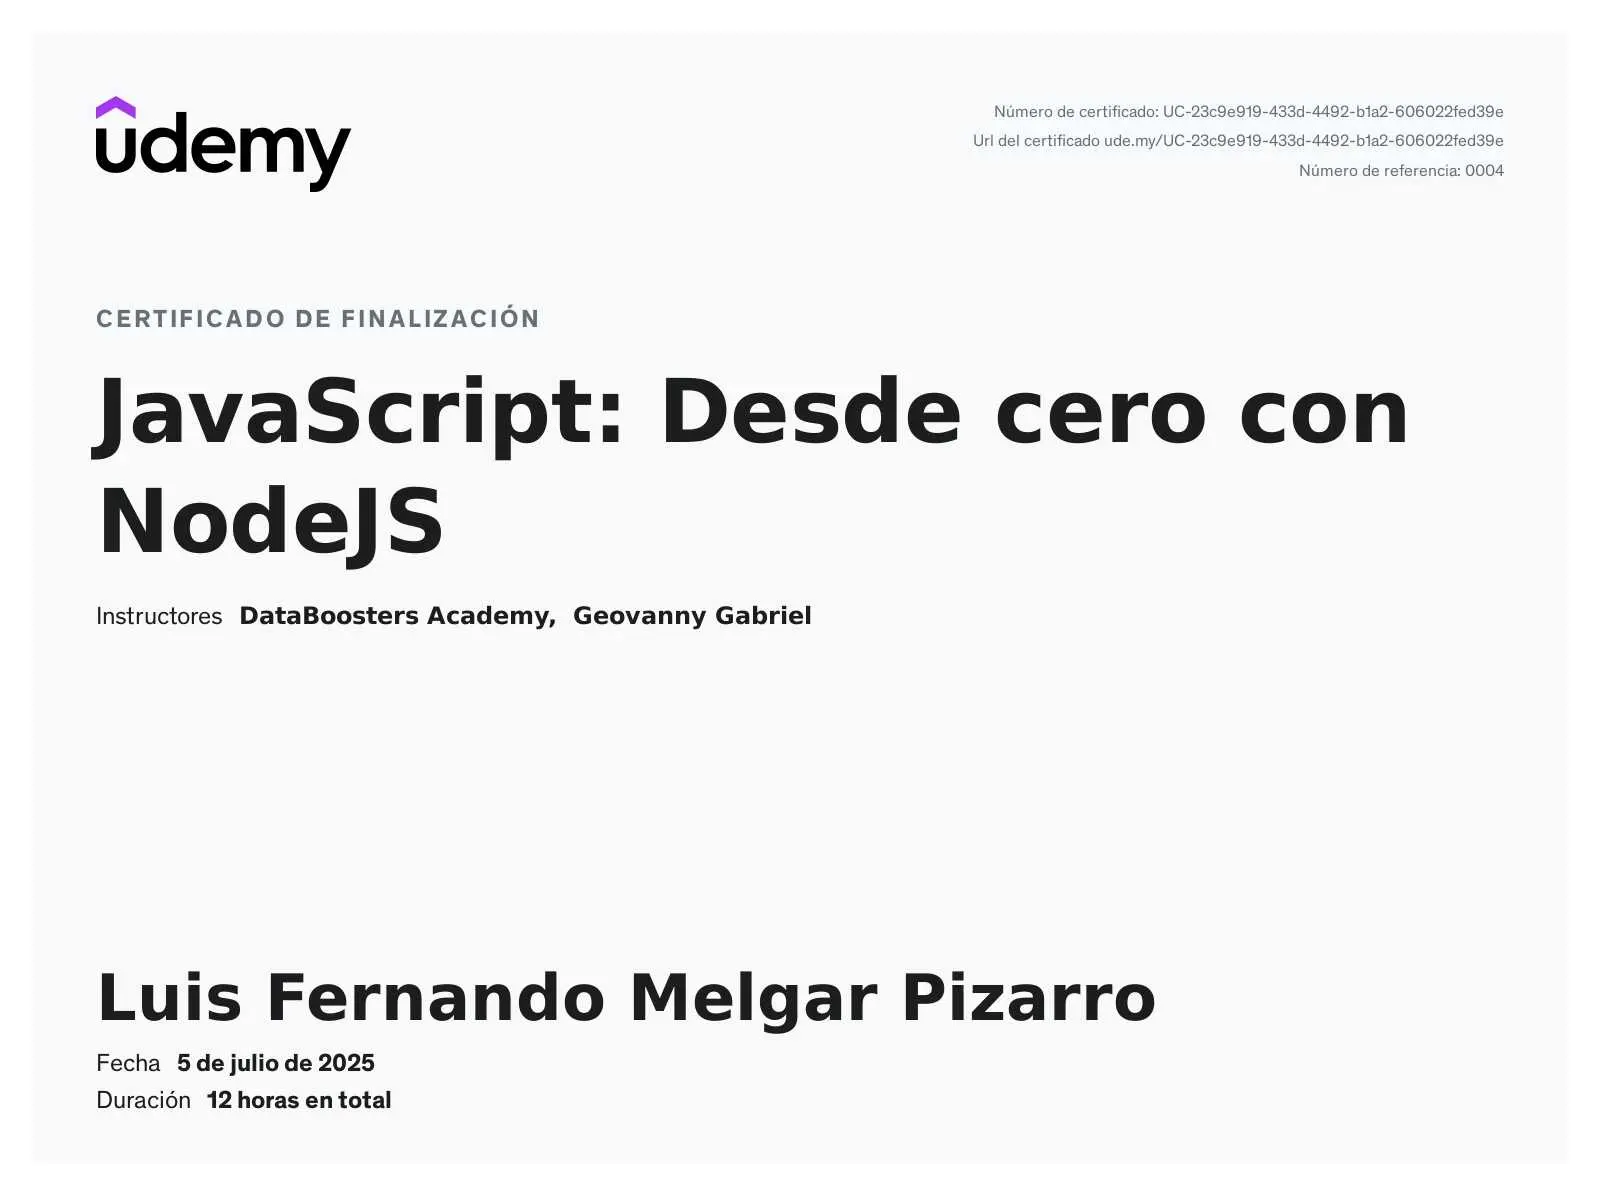 udemy
Número de certificado: UC-23c9e919-433d-4492-b1a2-606022fed39e
Url del certificado ude.my/UC-23c9e919-433d-4492-b1a2-606022fed39e
Número de referencia: 0004
CERTIFICADO DE FINALIZACIÓN
JavaScript: Desde cero con
NodeJS
Instructores DataBoosters Academy, Geovanny Gabriel
Luis Fernando Melgar Pizarro
Fecha 5 de julio de 2025
Duración 12 horas en total